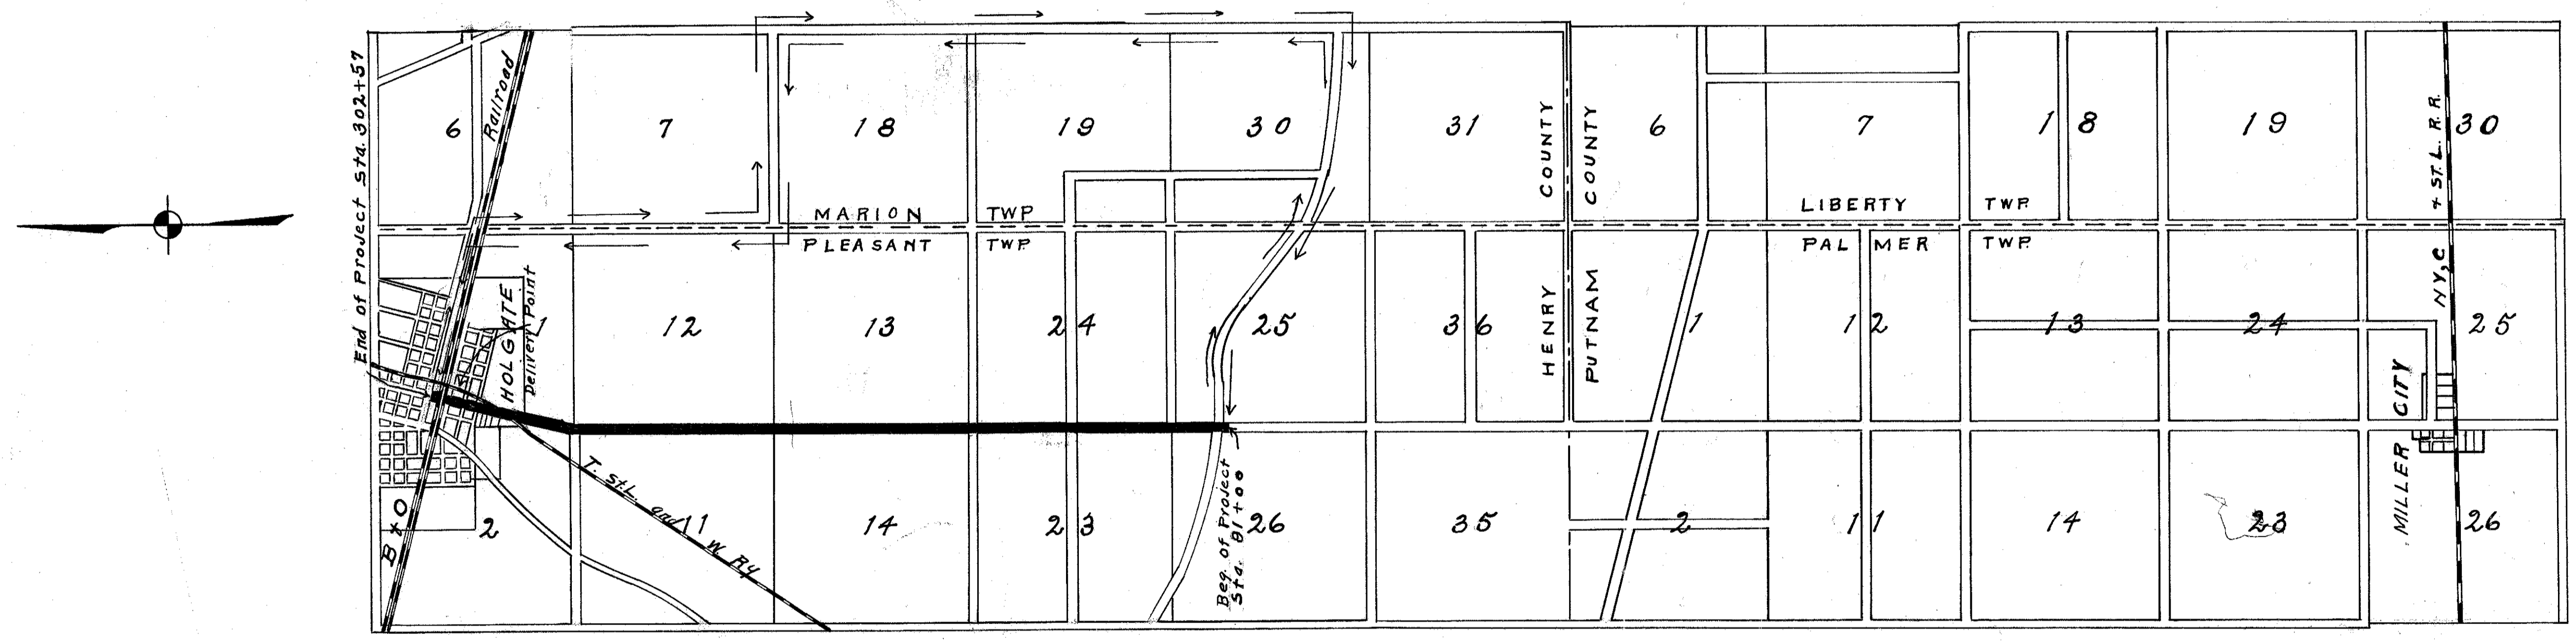 End of Project Sta. 302+57
Railroad
6
7
18
19
30
31
COUNTY
COUNTY
6
7
18
19
+ ST.L. R.R.
30
MARION TWP
PLEASANT TWP.
LIBERTY TWP.
PALMER TWP.
HOLGATE
Delivery Point
1
12
13
24
25
36
HENRY
PUTNAM
1
12
13
24
NY,C
25
MILLER CITY
B+O
2
T. St.L. and W. Ry
11
14
23
Beg. of Project
Sta. 81+00
26
35
2
11
14
23
26